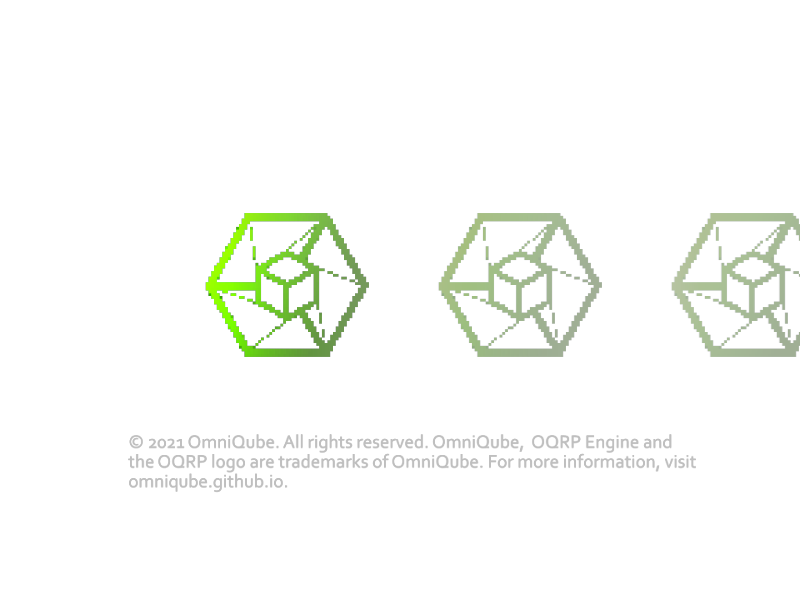 © 2021 OmniQube. All rights reserved. OmniQube,  OQRP Engine and
the OQRP logo are trademarks of OmniQube. For more information, visit
omniqube.github.io.